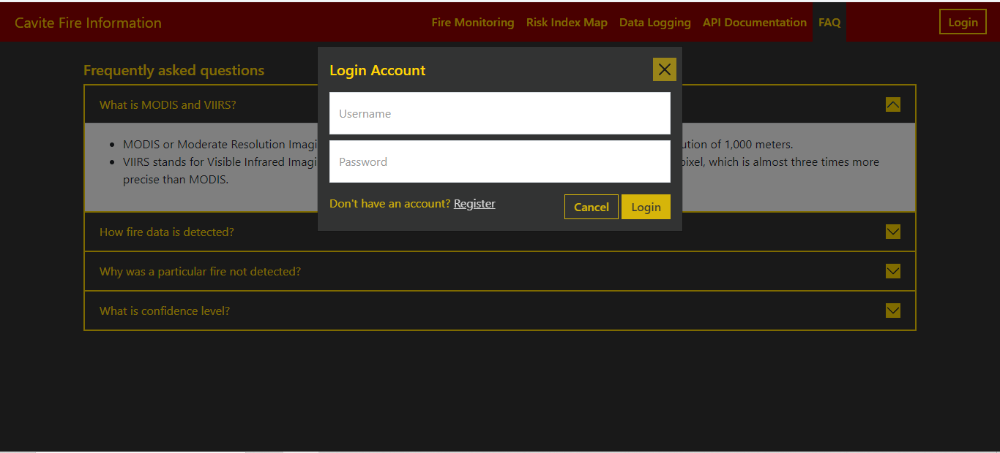 Cavite Fire Information
Fire Monitoring Risk Index Map Data Logging API Documentation FAQ Login
Login Account
Username
Password
Don't have an account? Register
Cancel Login
Frequently asked questions
What is MODIS and VIIRS?
MODIS or Moderate Resolution Imagi
ution of 1,000 meters.
VIIRS stands for Visible Infrared Imagi
pixel, which is almost three times more
precise than MODIS.
How fire data is detected?
Why was a particular fire not detected?
What is confidence level?